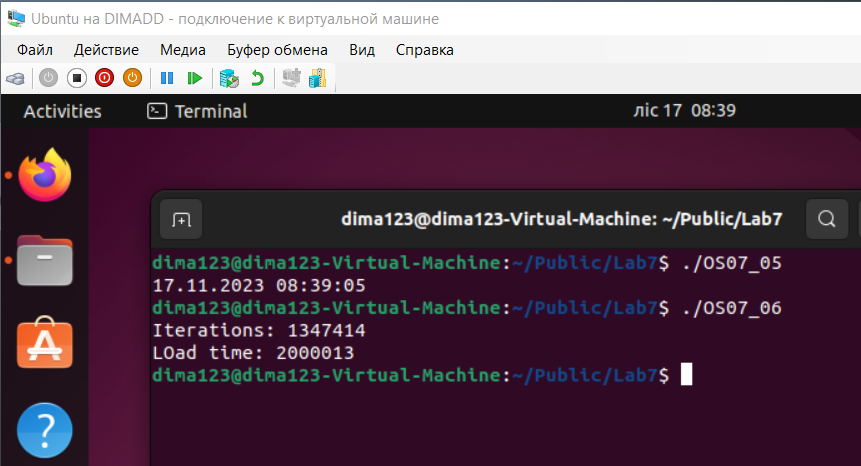 Ubuntu на DIMADD - подключение к виртуальной машине
Файл Действие Медиа Буфер обмена Вид Справка
Activities Terminal ліс 17 08:39
dima123@dima123-Virtual-Machine: ~/Public/Lab7
dima123@dima123-Virtual-Machine:~/Public/Lab7$ ./OS07_05
17.11.2023 08:39:05
dima123@dima123-Virtual-Machine:~/Public/Lab7$ ./OS07_06
Iterations: 1347414
LOad time: 2000013
dima123@dima123-Virtual-Machine:~/Public/Lab7$